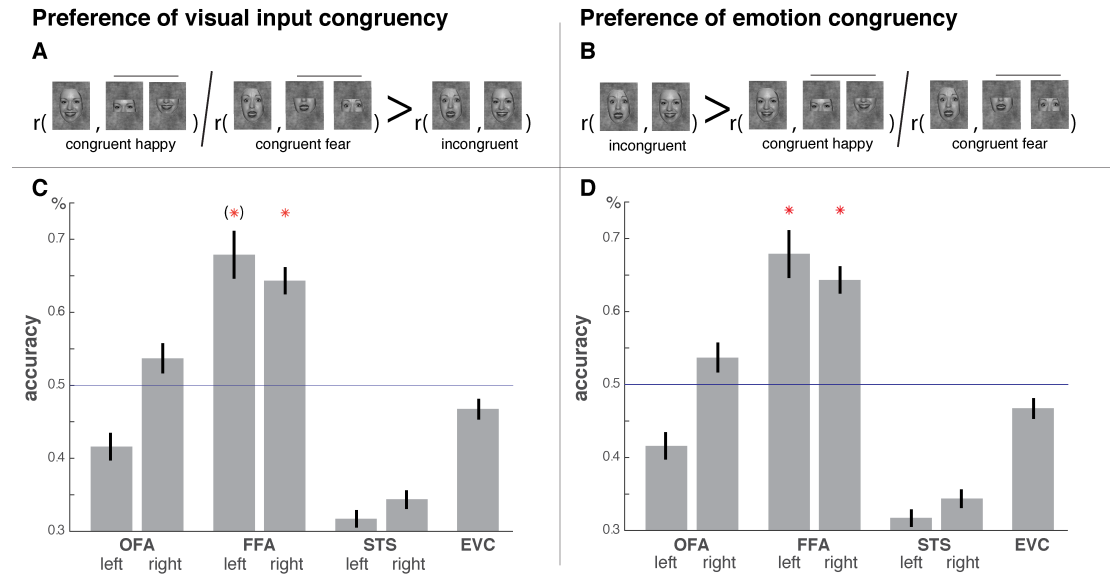 Preference of visual input congruency
Preference of emotion congruency
A
r( , ) / r( , ) > r( , )
congruent happy congruent fear incongruent
B
r( , ) > r( , ) / r( , )
incongruent congruent happy congruent fear
C
%
(*) *
0.7
0.6
0.5
0.4
0.3
accuracy
OFA FFA STS EVC
left right left right left right
D
%
* *
0.7
0.6
0.5
0.4
0.3
accuracy
OFA FFA STS EVC
left right left right left right